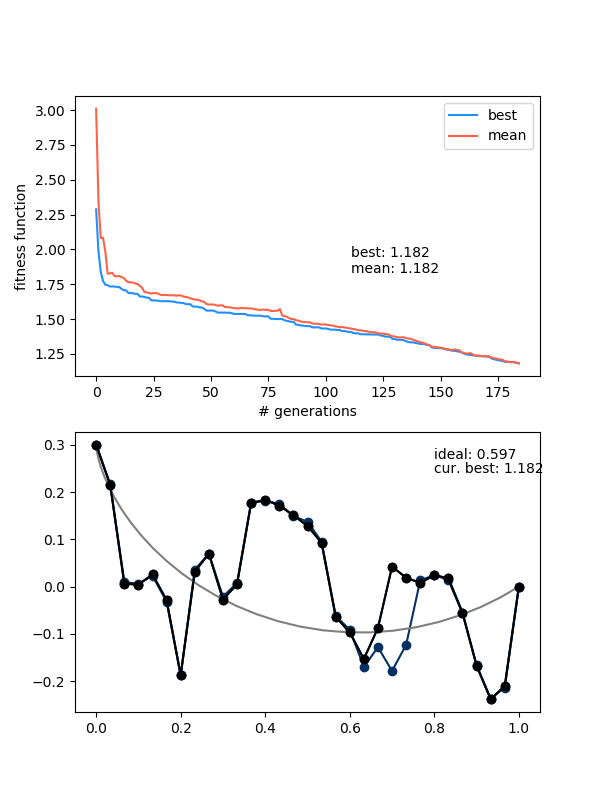 3.00
2.75
2.50
2.25
2.00
1.75
1.50
1.25
fitness function
best
mean
best: 1.182
mean: 1.182
0 25 50 75 100 125 150 175
# generations
0.3
0.2
0.1
0.0
−0.1
−0.2
ideal: 0.597
cur. best: 1.182
0.0 0.2 0.4 0.6 0.8 1.0